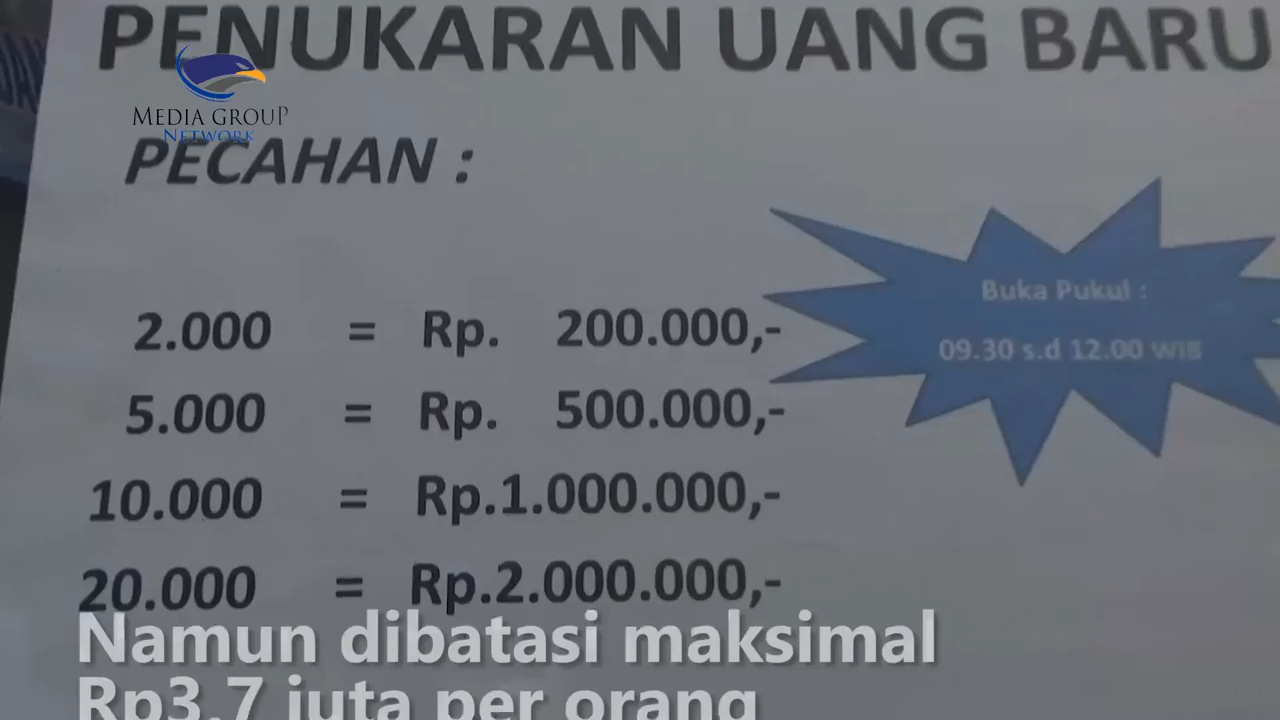 PENUKARAN UANG BARU
MEDIA GROUP
NETWORK
PECAHAN :
2.000 = Rp. 200.000,-
5.000 = Rp. 500.000,-
10.000 = Rp.1.000.000,-
20.000 = Rp.2.000.000,-
Buka Pukul :
09.30 s.d 12.00 WIB
Namun dibatasi maksimal
Rp3,7 juta per orang